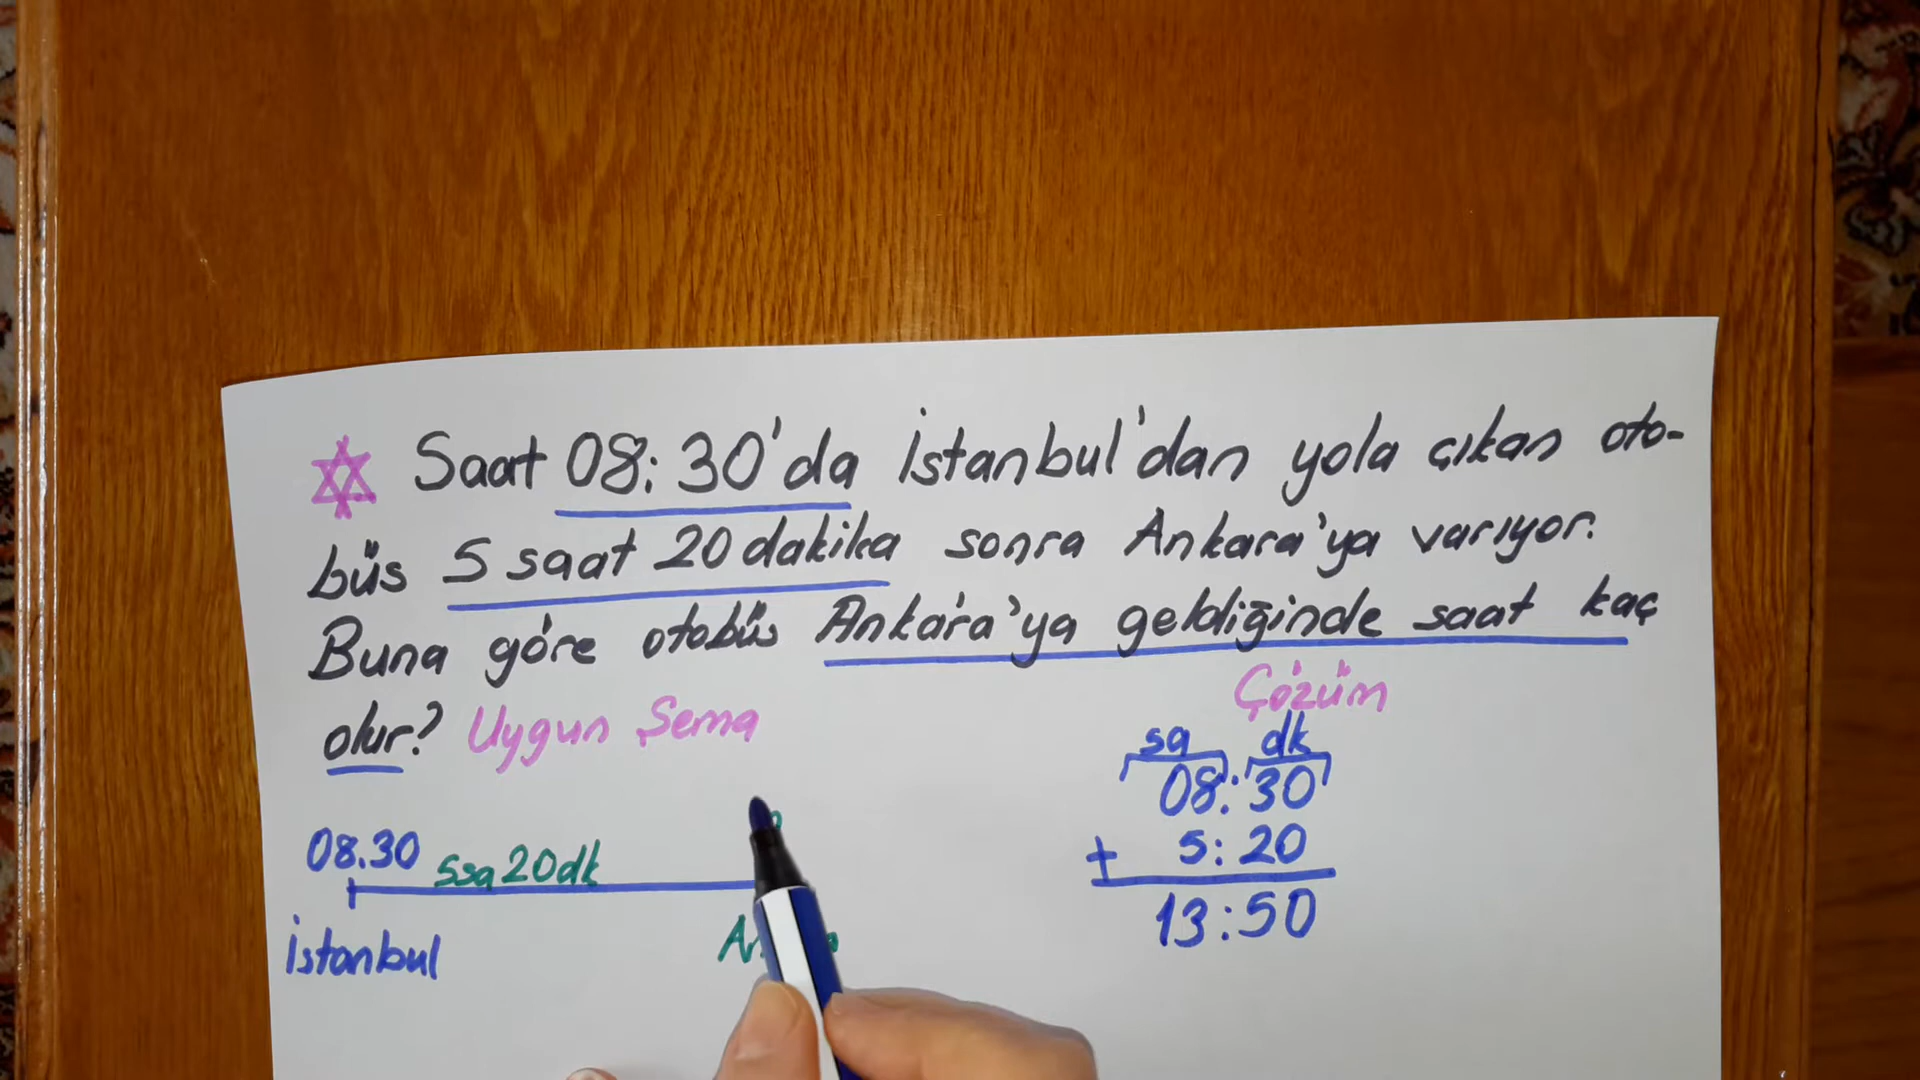 Saat 08:30'da İstanbul'dan yola çıkan oto-
büs 5 saat 20 dakika sonra Ankara'ya varıyor.
Buna göre otobüs Ankara'ya geldiğinde saat kaç
olur?
Uygun Şema
08.30
5sa 20dk
İstanbul
Çözüm
sa dk
08:30
+ 5:20
13:50